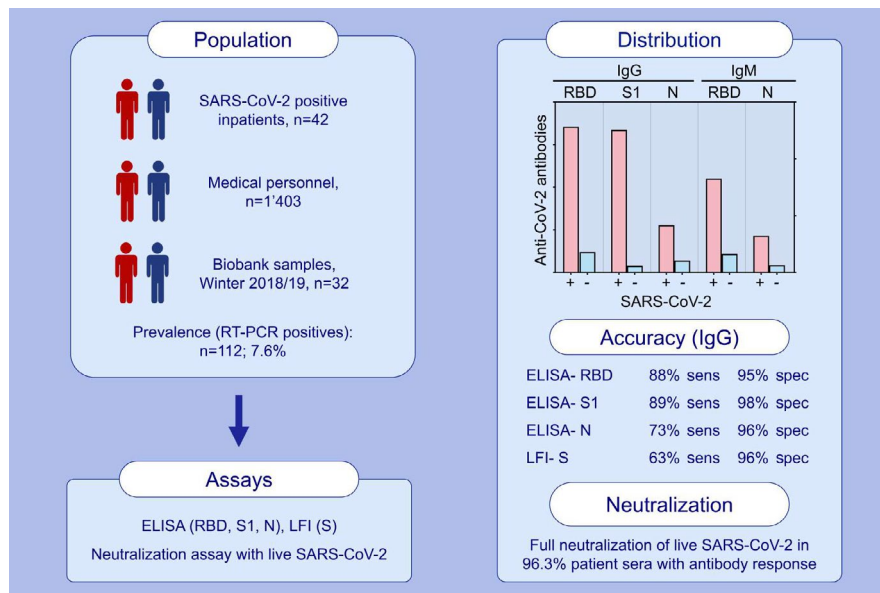 Population
SARS-CoV-2 positive
inpatients, n=42
Medical personnel,
n=1'403
Biobank samples,
Winter 2018/19, n=32
Prevalence (RT-PCR positives):
n=112; 7.6%
Assays
ELISA (RBD, S1, N), LFI (S)
Neutralization assay with live SARS-CoV-2
Distribution
IgG IgM
RBD S1 N RBD N
Anti-CoV-2 antibodies
+ - + - + - + - + -
SARS-CoV-2
Accuracy (IgG)
ELISA- RBD 88% sens 95% spec
ELISA- S1 89% sens 98% spec
ELISA- N 73% sens 96% spec
LFI- S 63% sens 96% spec
Neutralization
Full neutralization of live SARS-CoV-2 in
96.3% patient sera with antibody response